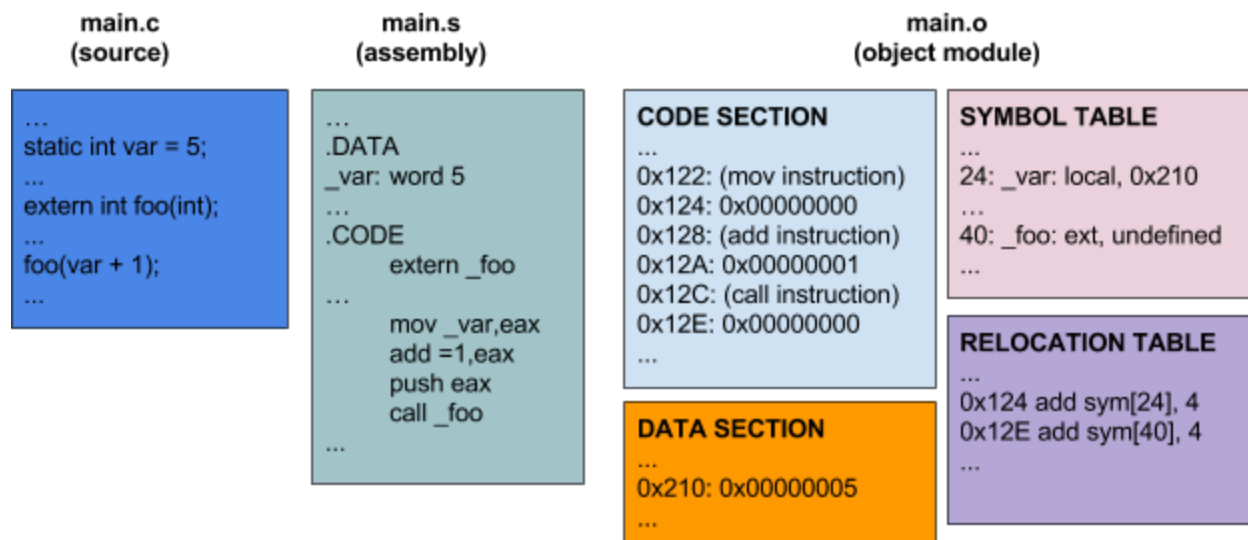 main.c
(source)
…
static int var = 5;
...
extern int foo(int);
...
foo(var + 1);
...
main.s
(assembly)
…
.DATA
_var: word 5
…
.CODE
extern _foo
…
mov _var,eax
add =1,eax
push eax
call _foo
...
main.o
(object module)
CODE SECTION
...
0x122: (mov instruction)
0x124: 0x00000000
0x128: (add instruction)
0x12A: 0x00000001
0x12C: (call instruction)
0x12E: 0x00000000
...
DATA SECTION
...
0x210: 0x00000005
...
SYMBOL TABLE
...
24: _var: local, 0x210
…
40: _foo: ext, undefined
...
RELOCATION TABLE
...
0x124 add sym[24], 4
0x12E add sym[40], 4
...